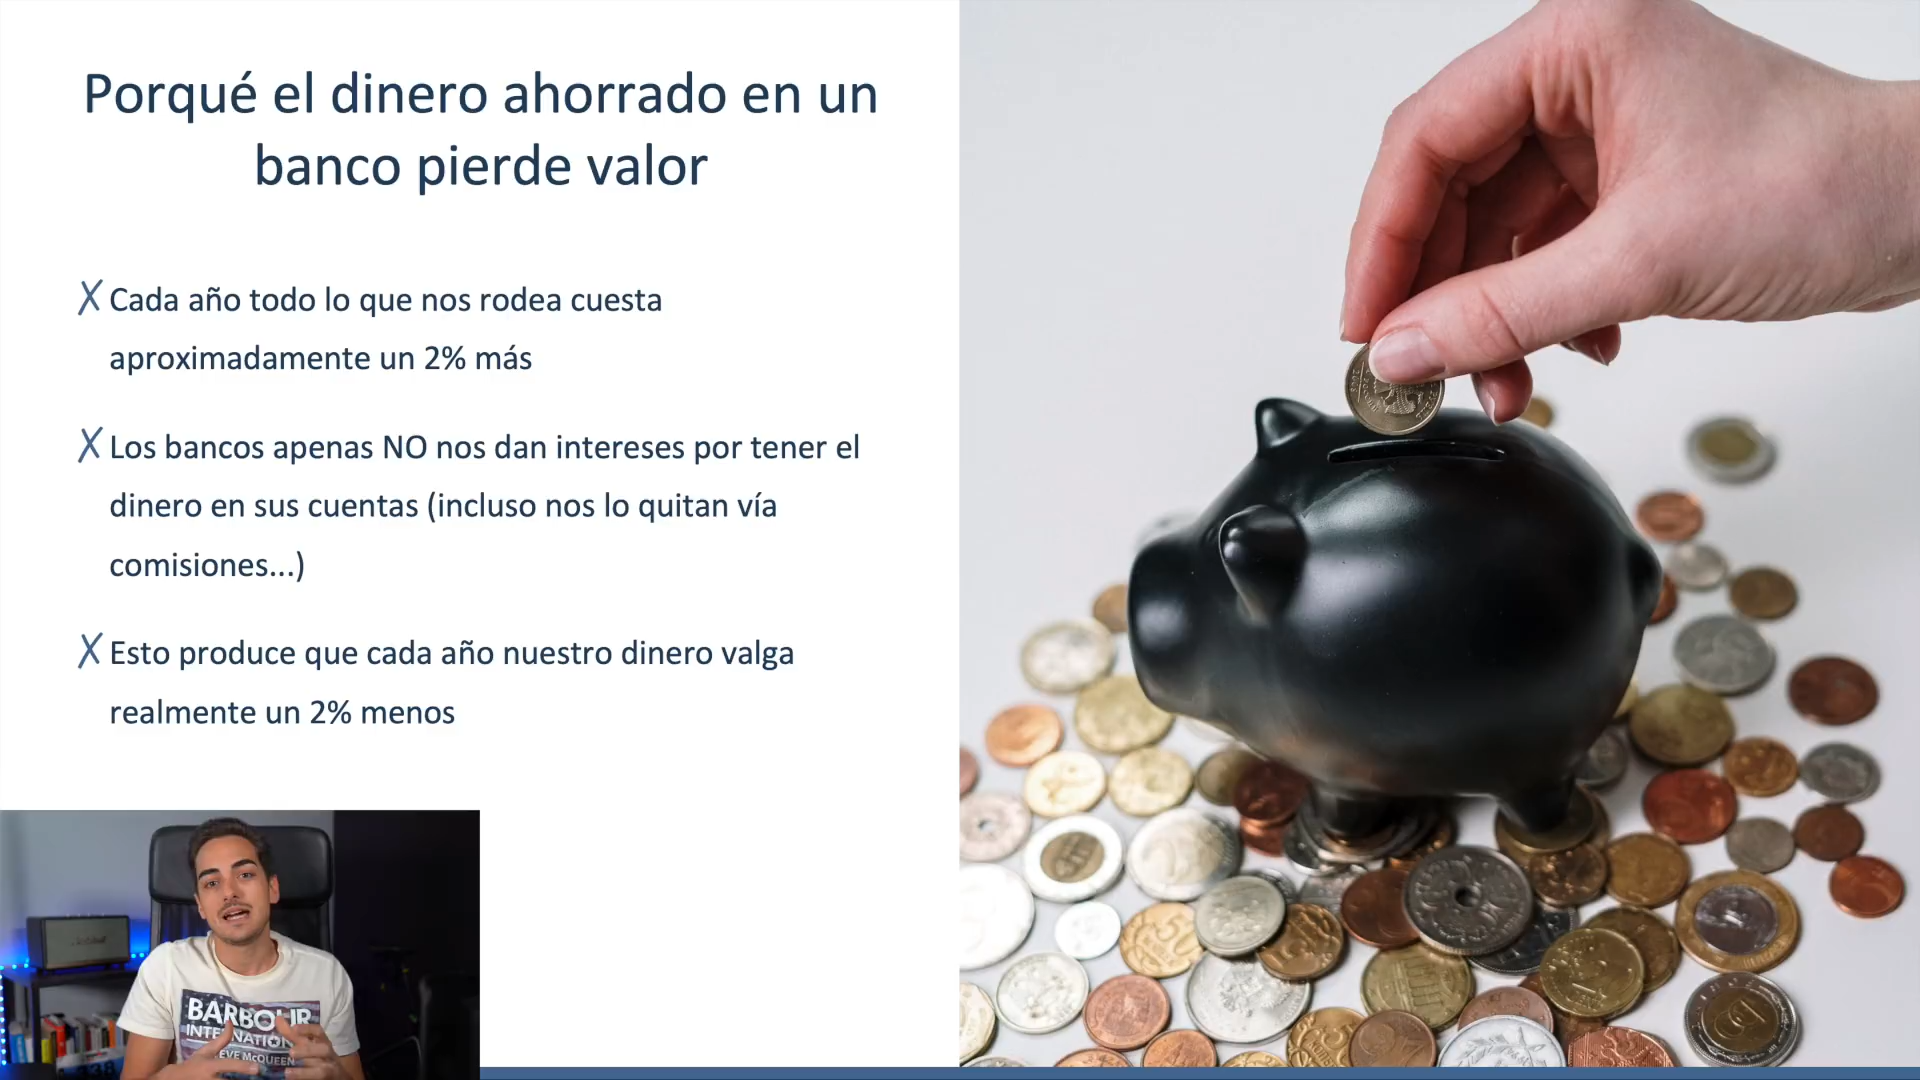 Porqué el dinero ahorrado en un
banco pierde valor
╳ Cada año todo lo que nos rodea cuesta
aproximadamente un 2% más
╳ Los bancos apenas NO nos dan intereses por tener el
dinero en sus cuentas (incluso nos lo quitan vía
comisiones...)
╳ Esto produce que cada año nuestro dinero valga
realmente un 2% menos
BARBOUR